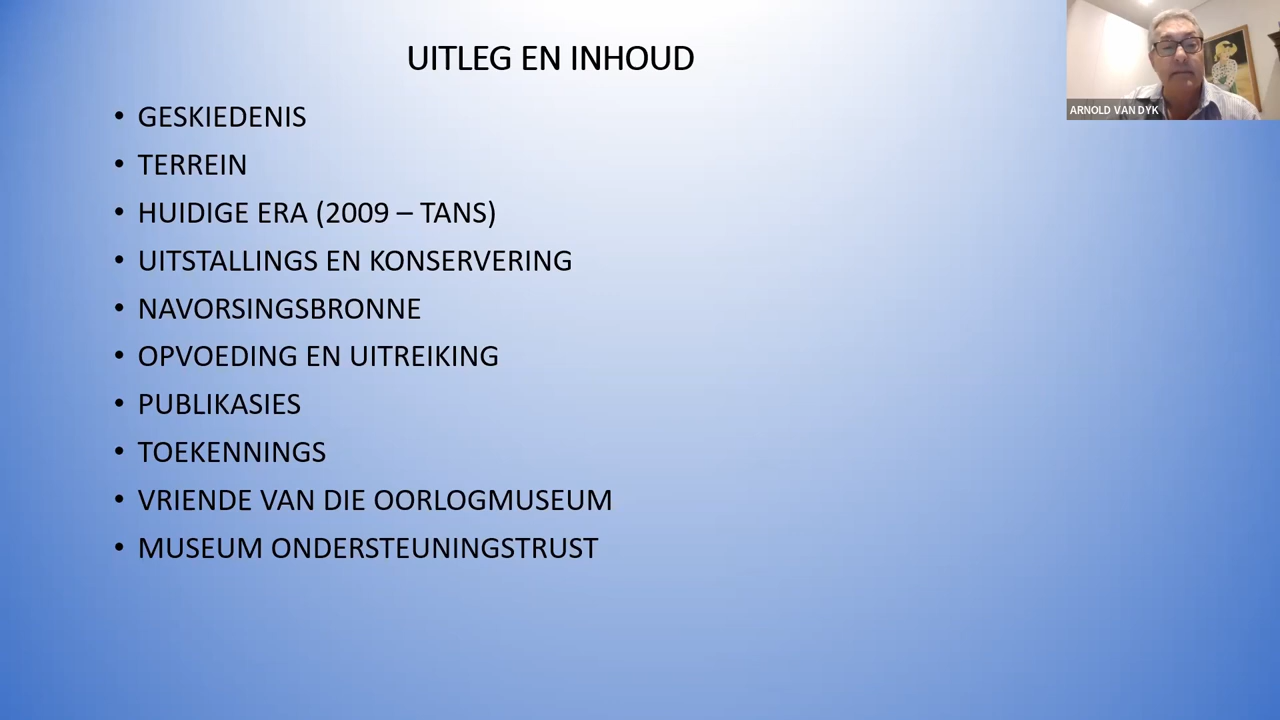 UITLEG EN INHOUD
ARNOLD VAN DYK
• GESKIEDENIS
• TERREIN
• HUIDIGE ERA (2009 – TANS)
• UITSTALLINGS EN KONSERVERING
• NAVORSINGSBRONNE
• OPVOEDING EN UITREIKING
• PUBLIKASIES
• TOEKENNINGS
• VRIENDE VAN DIE OORLOGMUSEUM
• MUSEUM ONDERSTEUNINGSTRUST